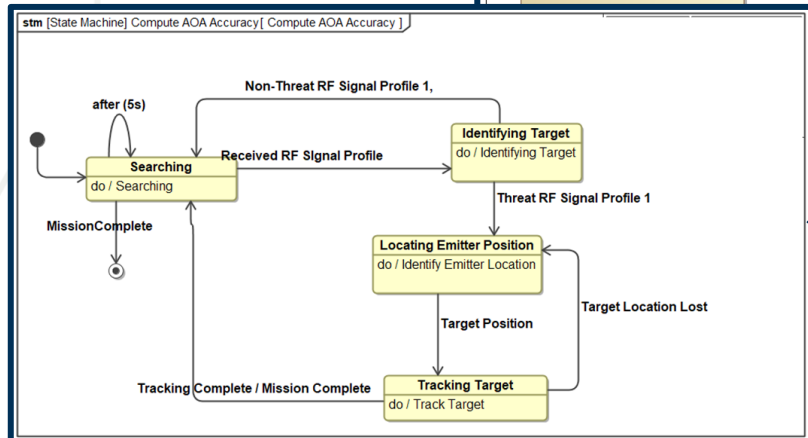 stm [State Machine] Compute AOA Accuracy[ Compute AOA Accuracy ]
Non-Threat RF Signal Profile 1,
after (5s)
Identifying Target
do / Identifying Target
Received RF SIgnal Profile
Searching
do / Searching
Threat RF Signal Profile 1
MissionComplete
Locating Emitter Position
do / Identify Emitter Location
Target Location Lost
Target Position
Tracking Complete / Mission Complete
Tracking Target
do / Track Target